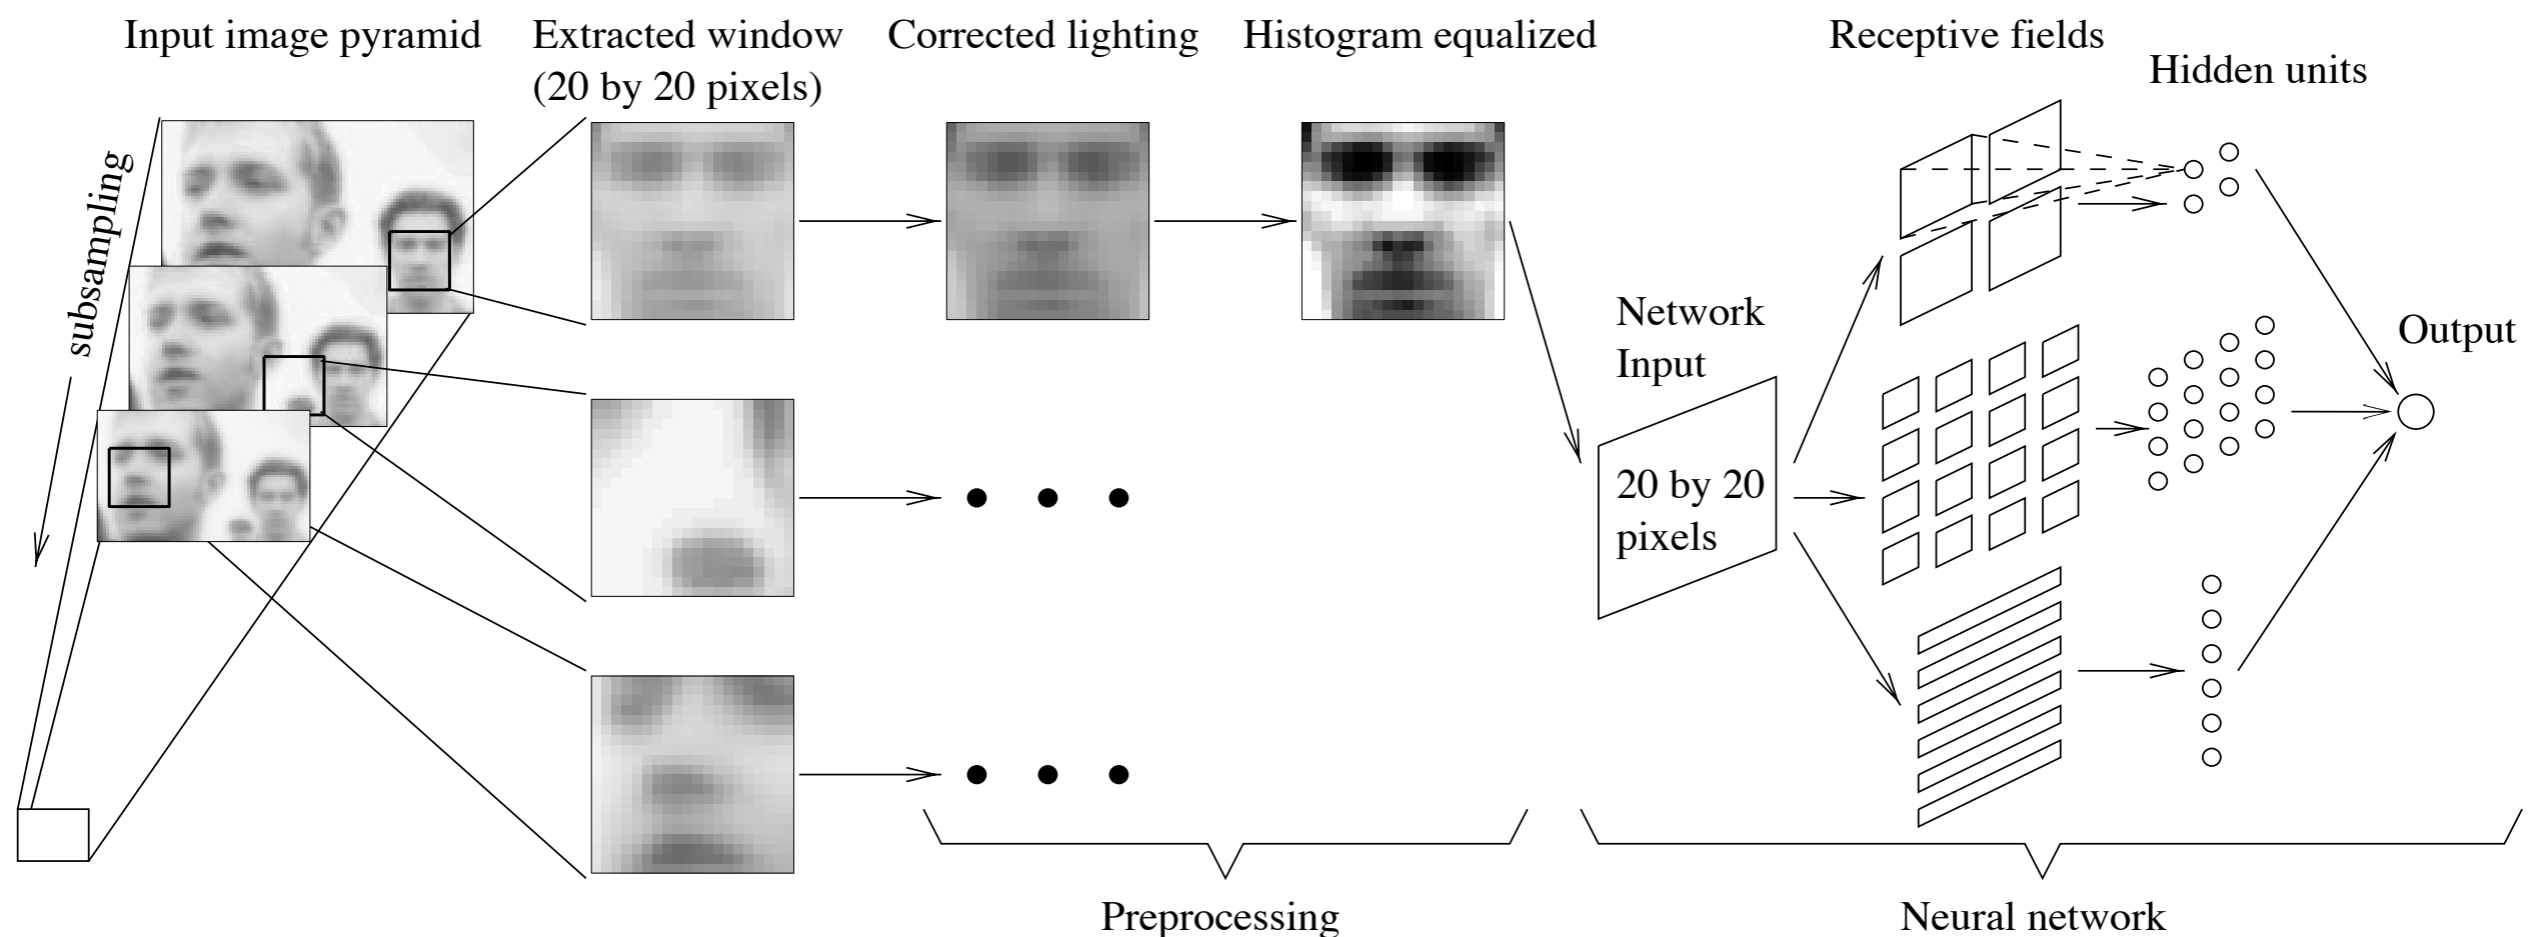 Input image pyramid
Extracted window
(20 by 20 pixels)
Corrected lighting
Histogram equalized
Receptive fields
Hidden units
subsampling
Network
Input
20 by 20
pixels
Output
Preprocessing
Neural network